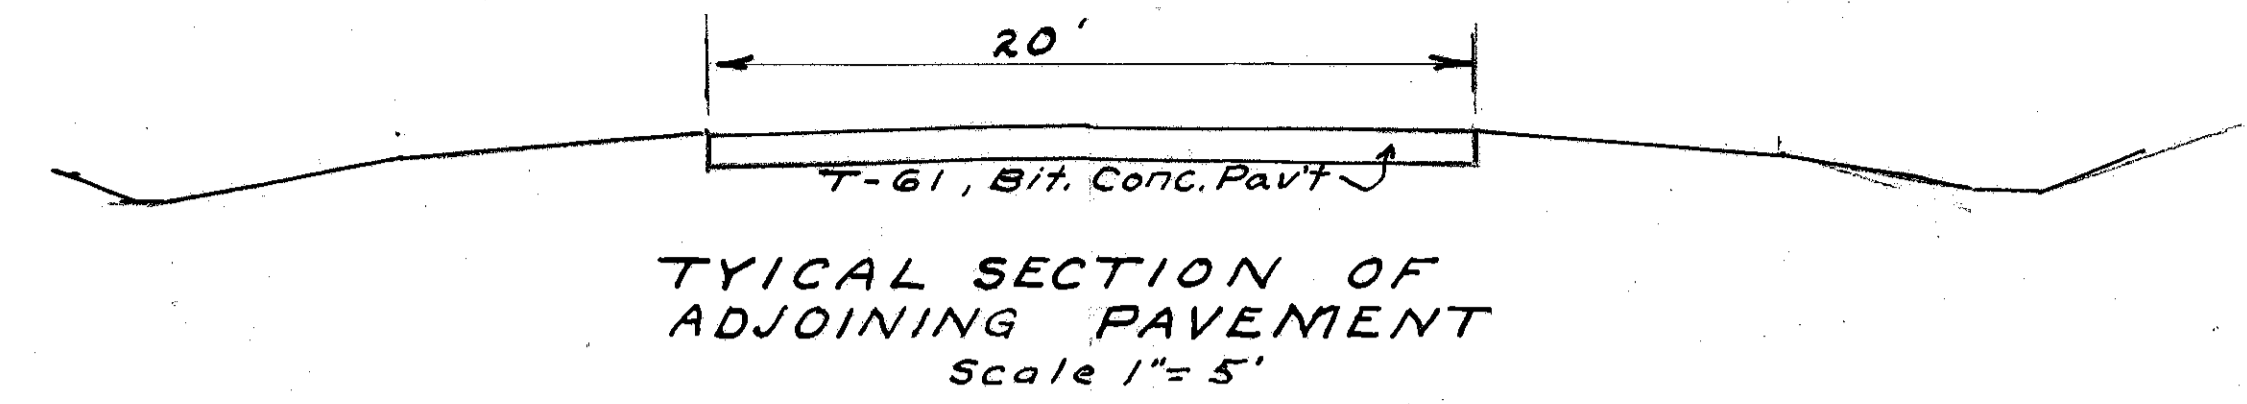 20'
T-61, Bit. Conc. Pav't
TYICAL SECTION OF
ADJOINING PAVEMENT
Scale 1"= 5'